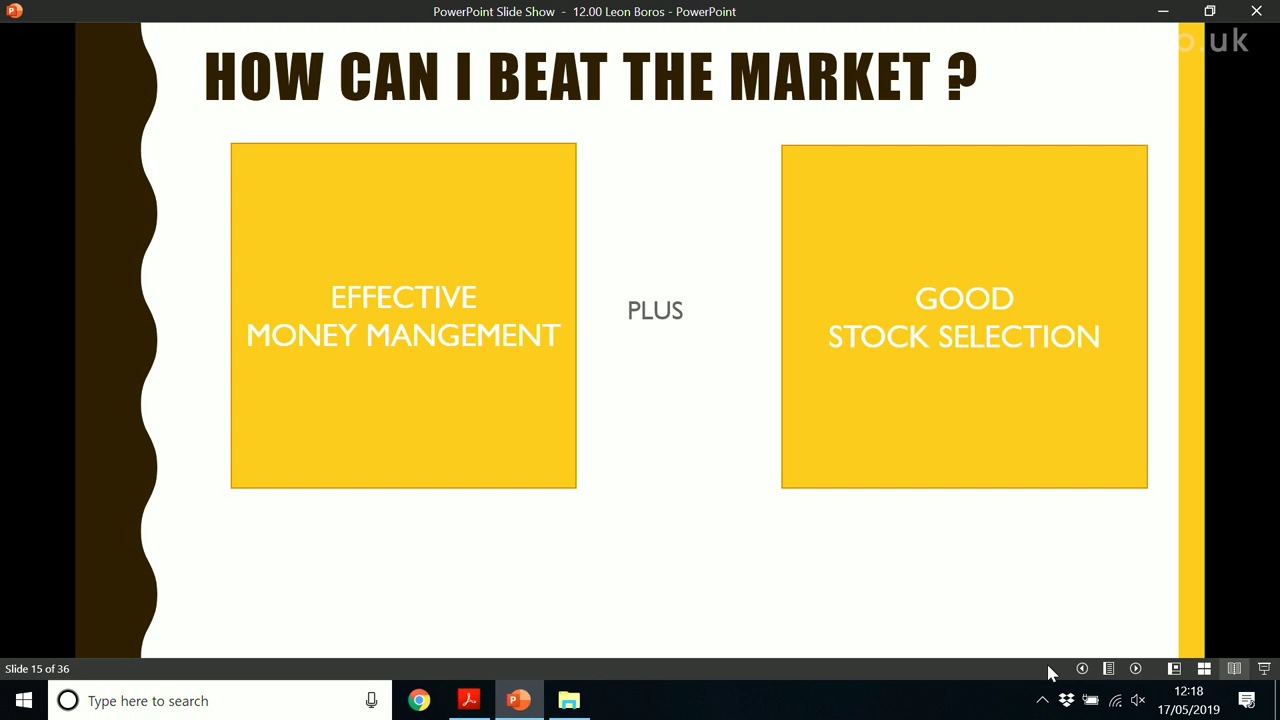 PowerPoint Slide Show - 12.00 Leon Boros - PowerPoint
o.uk
HOW CAN I BEAT THE MARKET ?
EFFECTIVE
MONEY MANGEMENT
PLUS
GOOD
STOCK SELECTION
Slide 15 of 36
Type here to search
12:18
17/05/2019